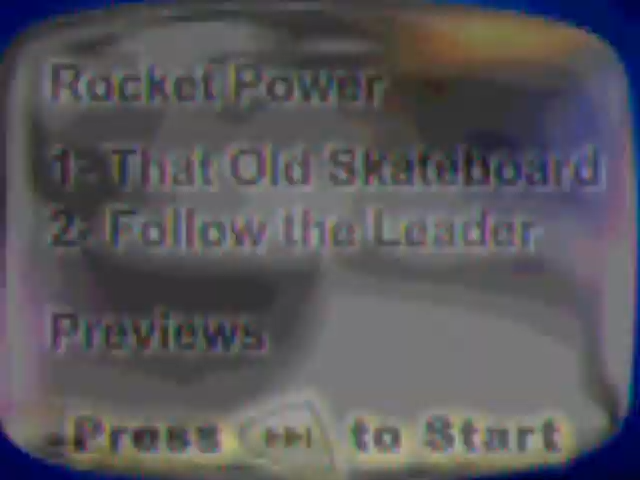 Rocket Power
1: That Old Skateboard
2: Follow the Leader
Previews
Press ▶▶| to Start